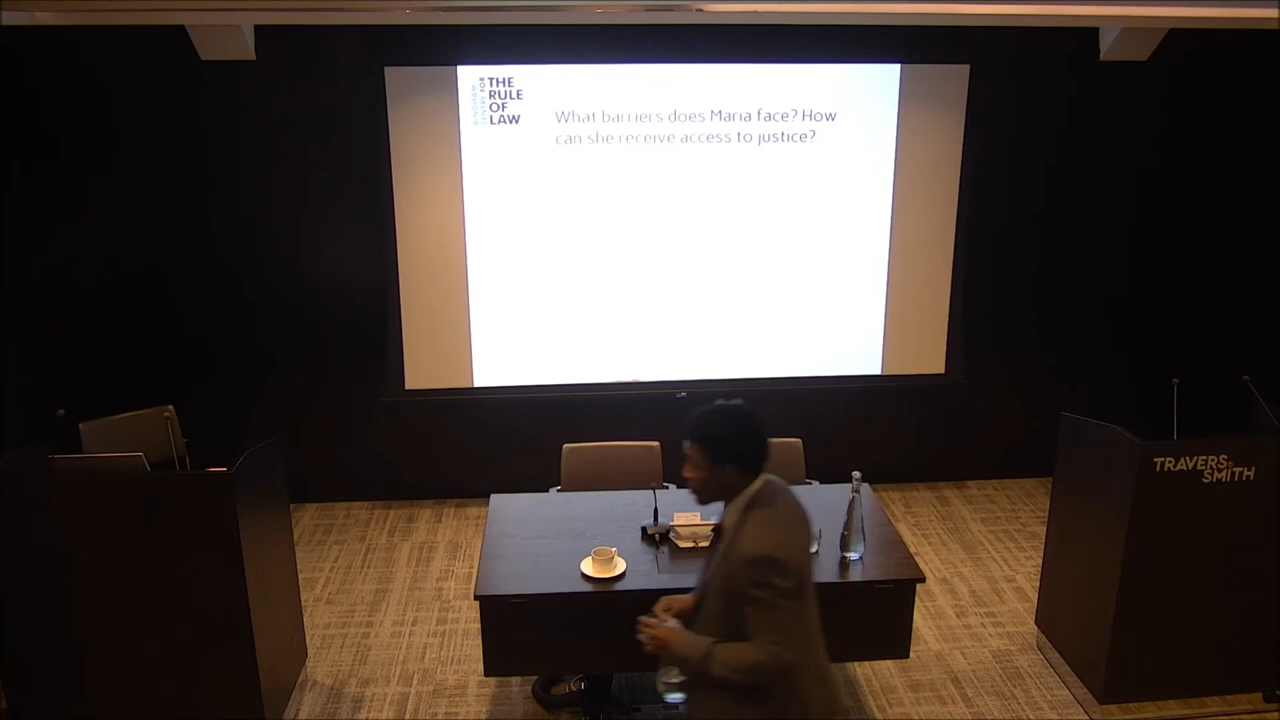 BINGHAM
CENTRE FOR
THE
RULE
OF
LAW
What barriers does Maria face? How
can she receive access to justice?
TRAVERS
SMITH